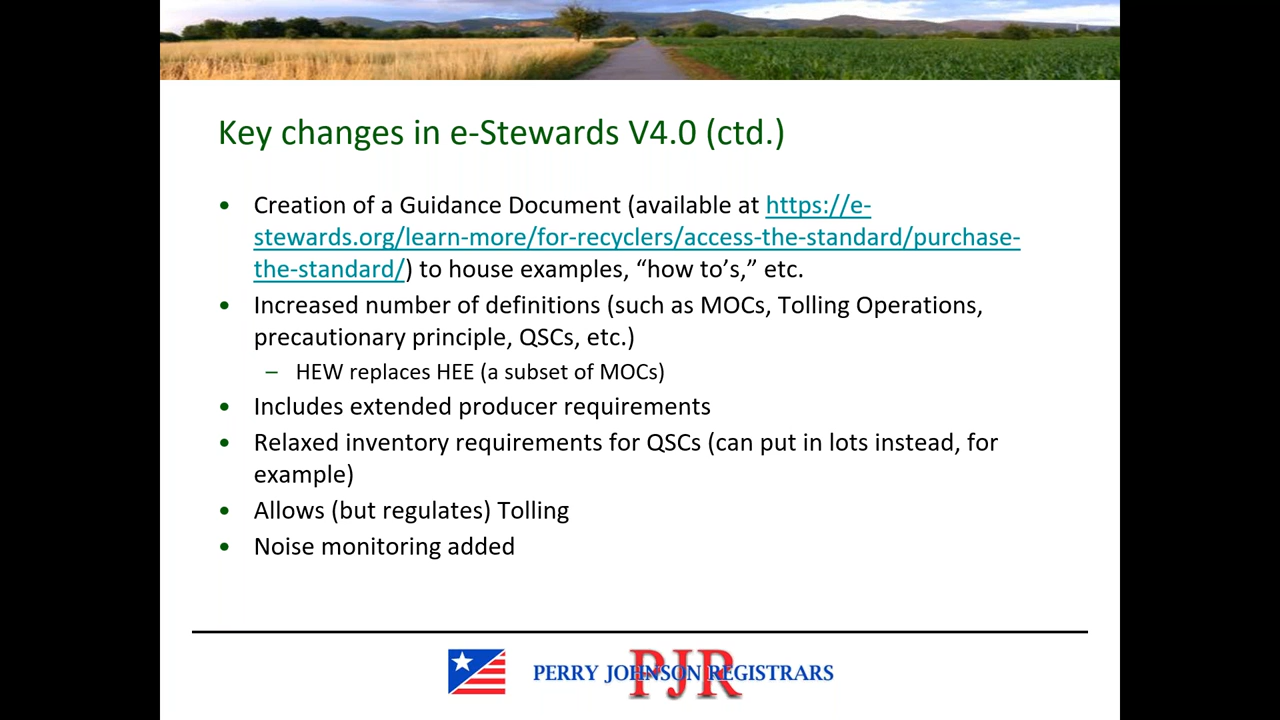 Key changes in e-Stewards V4.0 (ctd.)
• Creation of a Guidance Document (available at https://e-
stewards.org/learn-more/for-recyclers/access-the-standard/purchase-
the-standard/) to house examples, “how to’s,” etc.
• Increased number of definitions (such as MOCs, Tolling Operations,
precautionary principle, QSCs, etc.)
– HEW replaces HEE (a subset of MOCs)
• Includes extended producer requirements
• Relaxed inventory requirements for QSCs (can put in lots instead, for
example)
• Allows (but regulates) Tolling
• Noise monitoring added
PJR
PERRY JOHNSON REGISTRARS